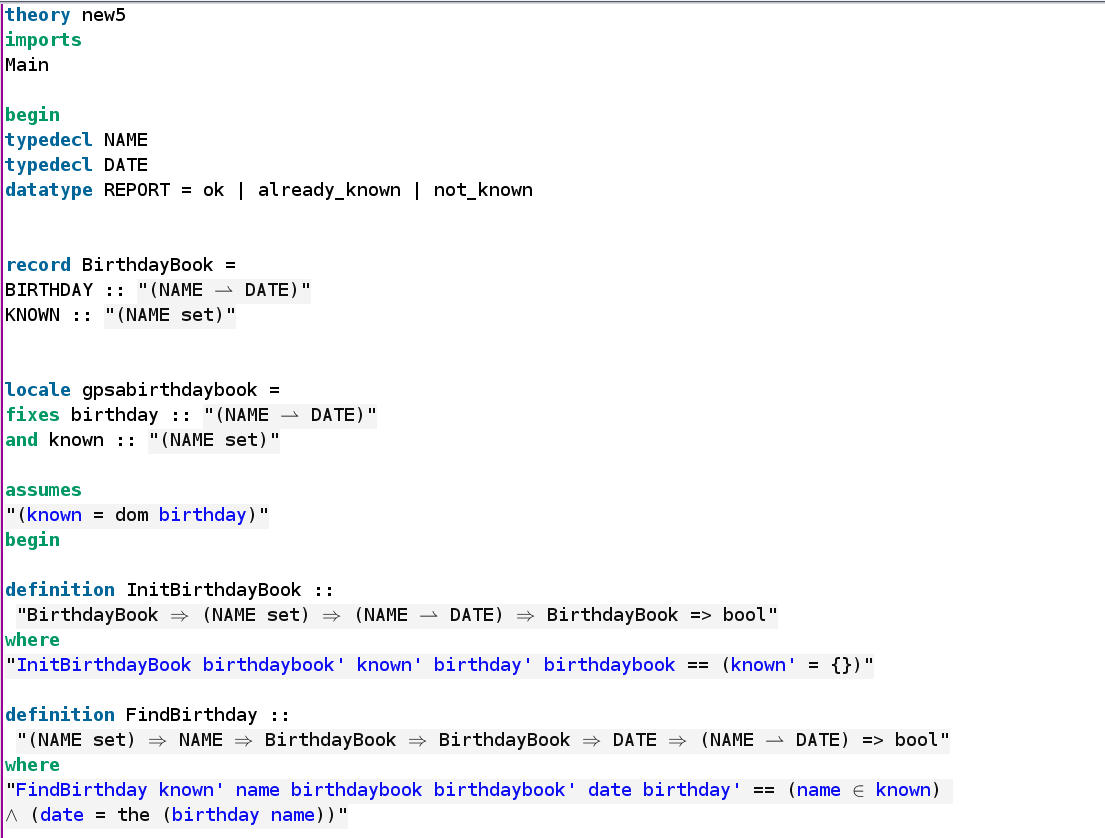 theory new5
imports
Main
begin
typedecl NAME
typedecl DATE
datatype REPORT = ok | already_known | not_known
record BirthdayBook =
BIRTHDAY :: "(NAME ⇀ DATE)"
KNOWN :: "(NAME set)"
locale gpsabirthdaybook =
fixes birthday :: "(NAME ⇀ DATE)"
and known :: "(NAME set)"
assumes
"(known = dom birthday)"
begin
definition InitBirthdayBook ::
"BirthdayBook ⇒ (NAME set) ⇒ (NAME ⇀ DATE) ⇒ BirthdayBook => bool"
where
"InitBirthdayBook birthdaybook' known' birthday' birthdaybook == (known' = {})"
definition FindBirthday ::
"(NAME set) ⇒ NAME ⇒ BirthdayBook ⇒ BirthdayBook ⇒ DATE ⇒ (NAME ⇀ DATE) => bool"
where
"FindBirthday known' name birthdaybook birthdaybook' date birthday' == (name ∈ known)
∧ (date = the (birthday name))"